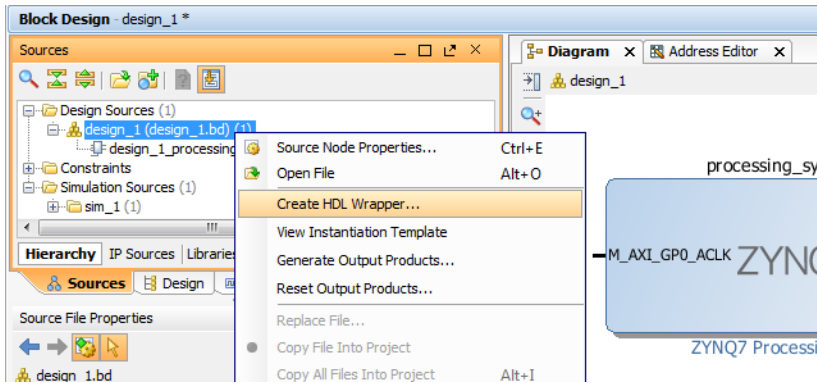 Block Design - design_1 *
Sources
Diagram
Address Editor
design_1
Design Sources (1)
design_1 (design_1.bd) (1)
design_1_processing
Constraints
Simulation Sources (1)
sim_1 (1)
Hierarchy IP Sources Libraries
Sources Design
Source File Properties
design_1.bd
Source Node Properties... Ctrl+E
Open File Alt+O
Create HDL Wrapper...
View Instantiation Template
Generate Output Products...
Reset Output Products...
Replace File...
Copy File Into Project
Copy All Files Into Project Alt+I
processing_sy
M_AXI_GP0_ACLK ZYNQ
ZYNQ7 Processi